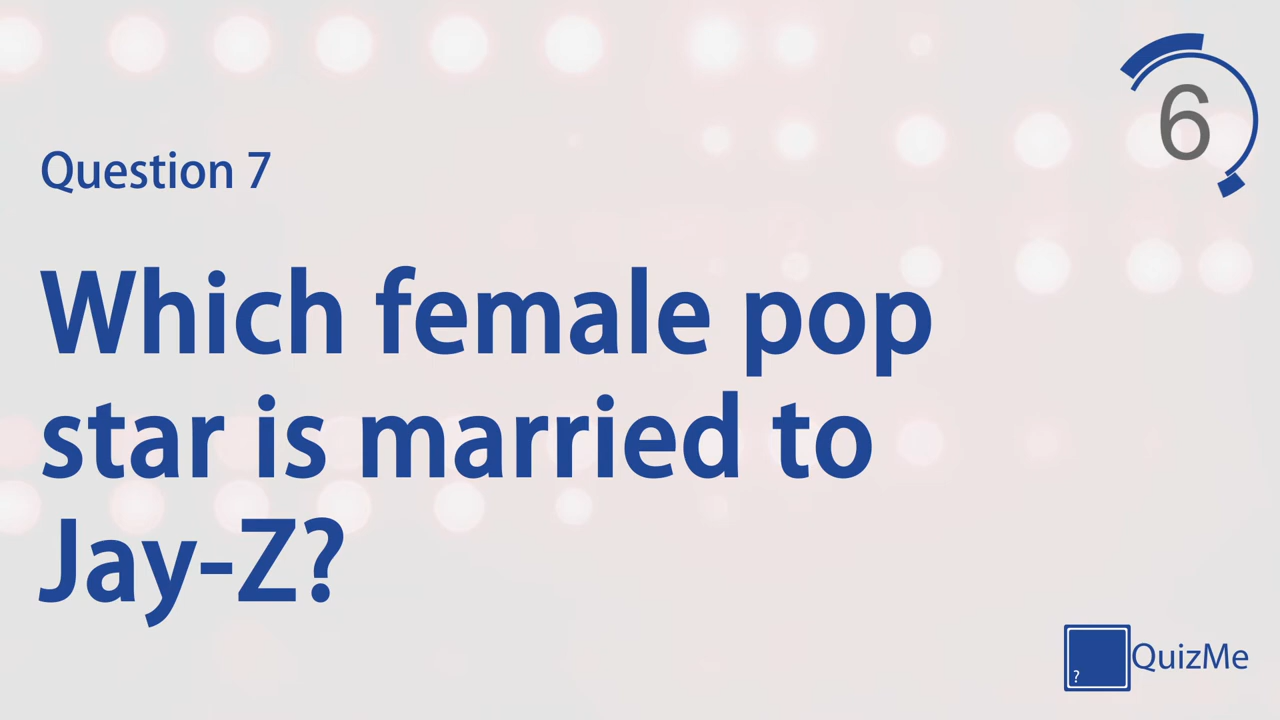 6
Question 7
Which female pop
star is married to
Jay-Z?
?
QuizMe